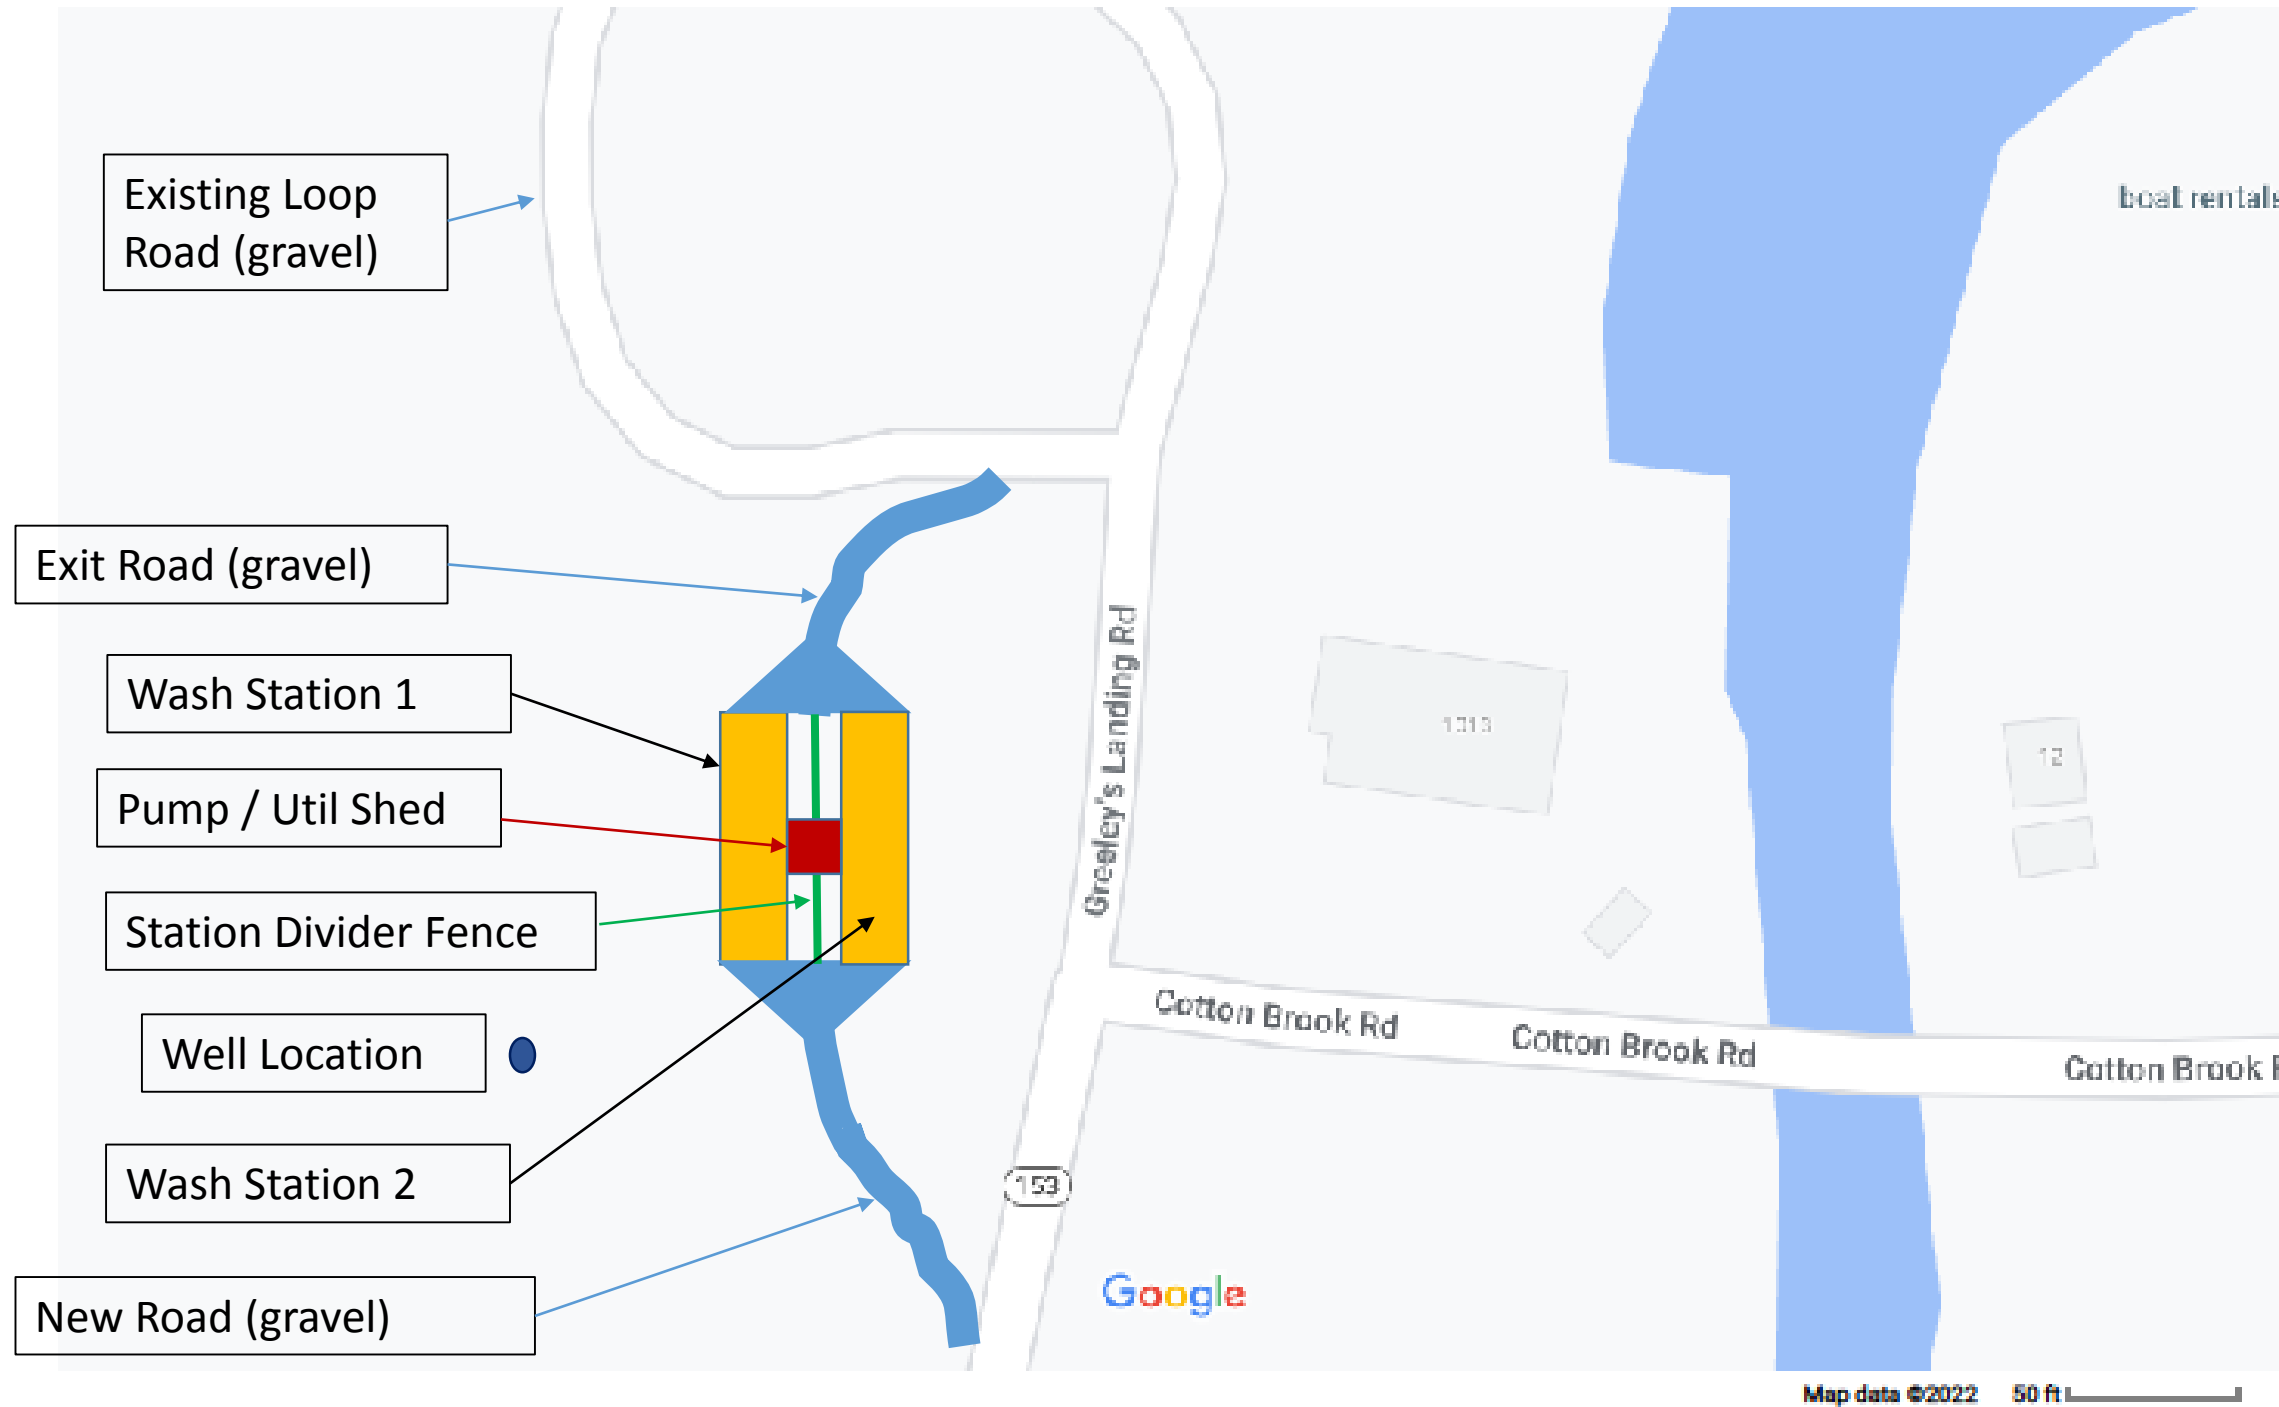 Existing Loop
Road (gravel)
boat rentals
Exit Road (gravel)
Wash Station 1
Pump / Util Shed
Station Divider Fence
Well Location
Wash Station 2
New Road (gravel)
Greeley's Landing Rd
1313
12
Cotton Brook Rd
Cotton Brook Rd
Cotton Brook
153
Google
Map data ©2022 50 ft